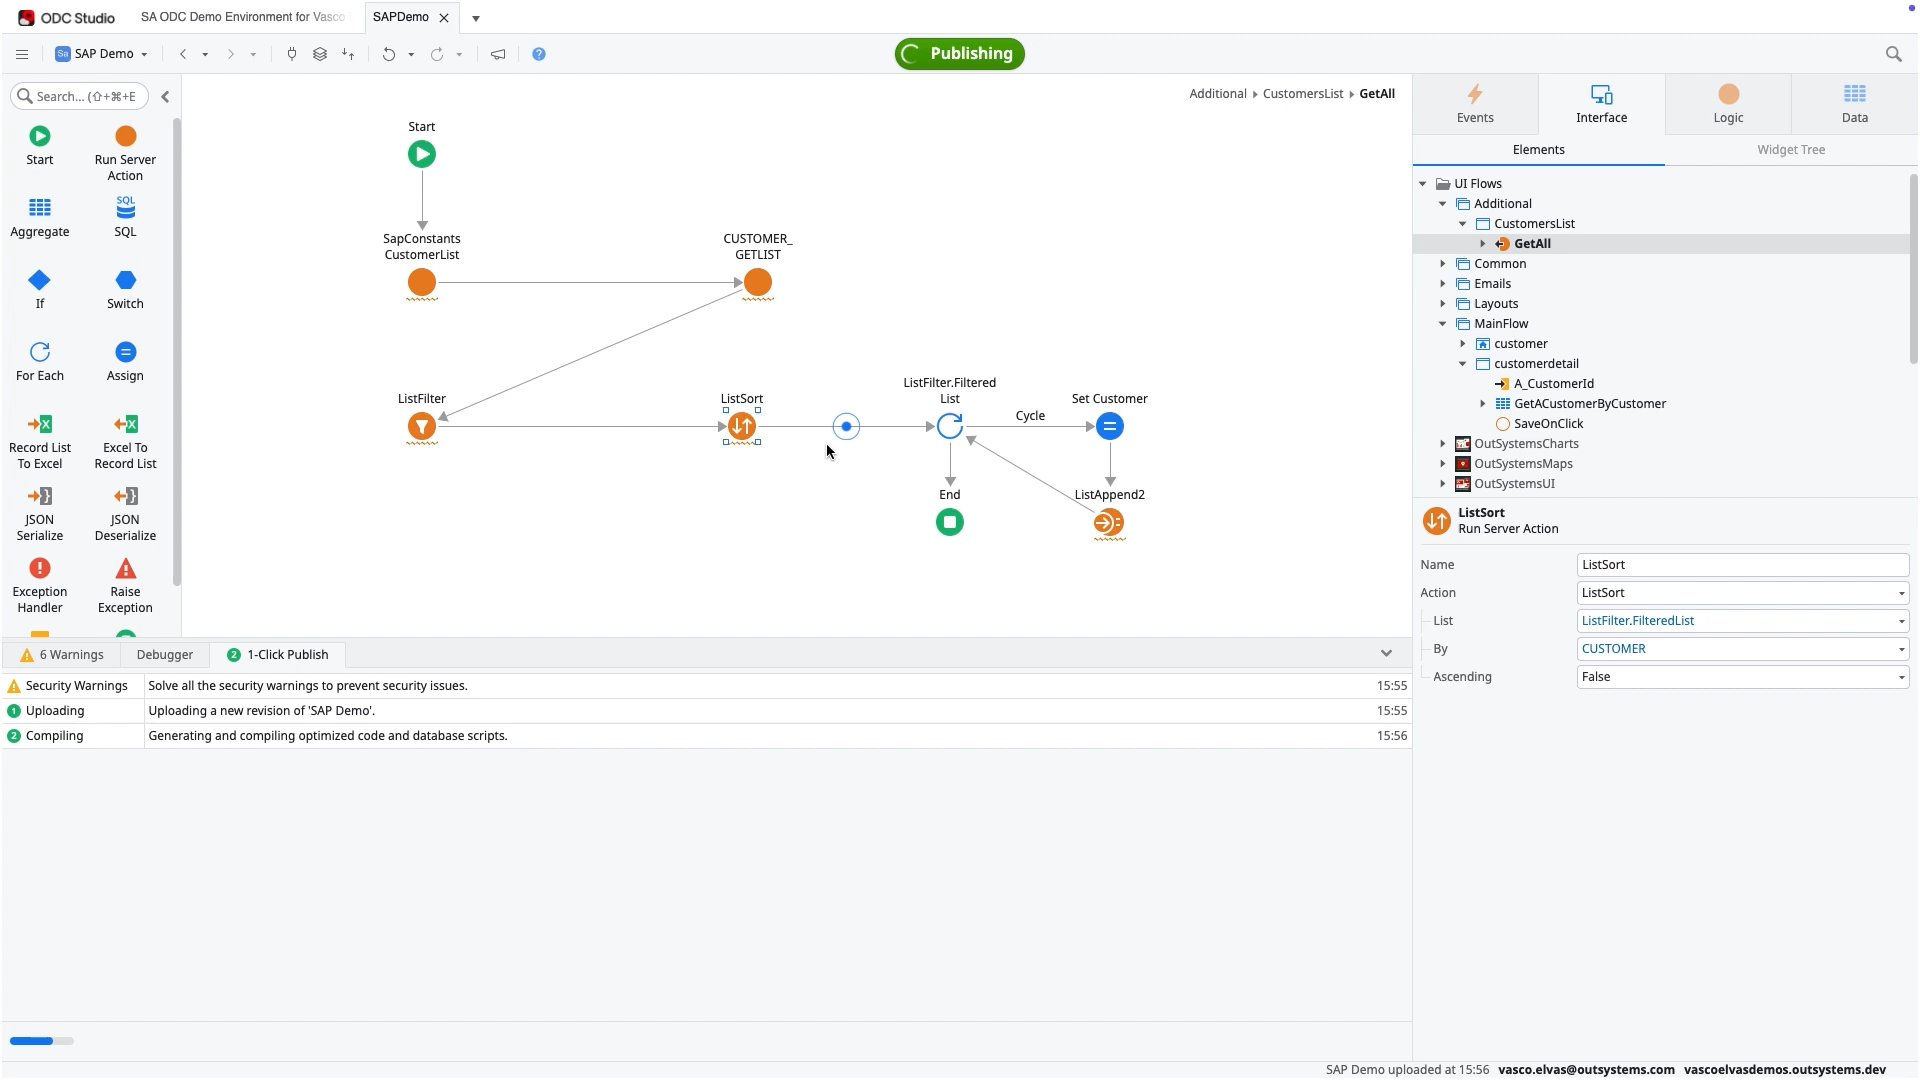 ODC Studio
SA ODC Demo Environment for Vasco
SAPDemo
Sa
SAP Demo
Publishing
Search... (⇧+⌘+E
Start
Run Server
Action
Aggregate
SQL
SQL
If
Switch
For Each
Assign
Record List
To Excel
Excel To
Record List
JSON
Serialize
JSON
Deserialize
Exception
Handler
Raise
Exception
Additional
CustomersList
GetAll
Start
SapConstants
CustomerList
CUSTOMER_
GETLIST
ListFilter
ListSort
ListFilter.Filtered
List
Cycle
Set Customer
End
ListAppend2
Events
Interface
Logic
Data
Elements
Widget Tree
UI Flows
Additional
CustomersList
GetAll
Common
Emails
Layouts
MainFlow
customer
customerdetail
A_CustomerId
GetACustomerByCustomer
SaveOnClick
OutSystemsCharts
OutSystemsMaps
OutSystemsUI
ListSort
Run Server Action
Name
ListSort
Action
ListSort
List
ListFilter.FilteredList
By
CUSTOMER
Ascending
False
6 Warnings
Debugger
2
1-Click Publish
Security Warnings
Solve all the security warnings to prevent security issues.
15:55
1
Uploading
Uploading a new revision of 'SAP Demo'.
15:55
2
Compiling
Generating and compiling optimized code and database scripts.
15:56
SAP Demo uploaded at 15:56
vasco.elvas@outsystems.com
vascoelvasdemos.outsystems.dev